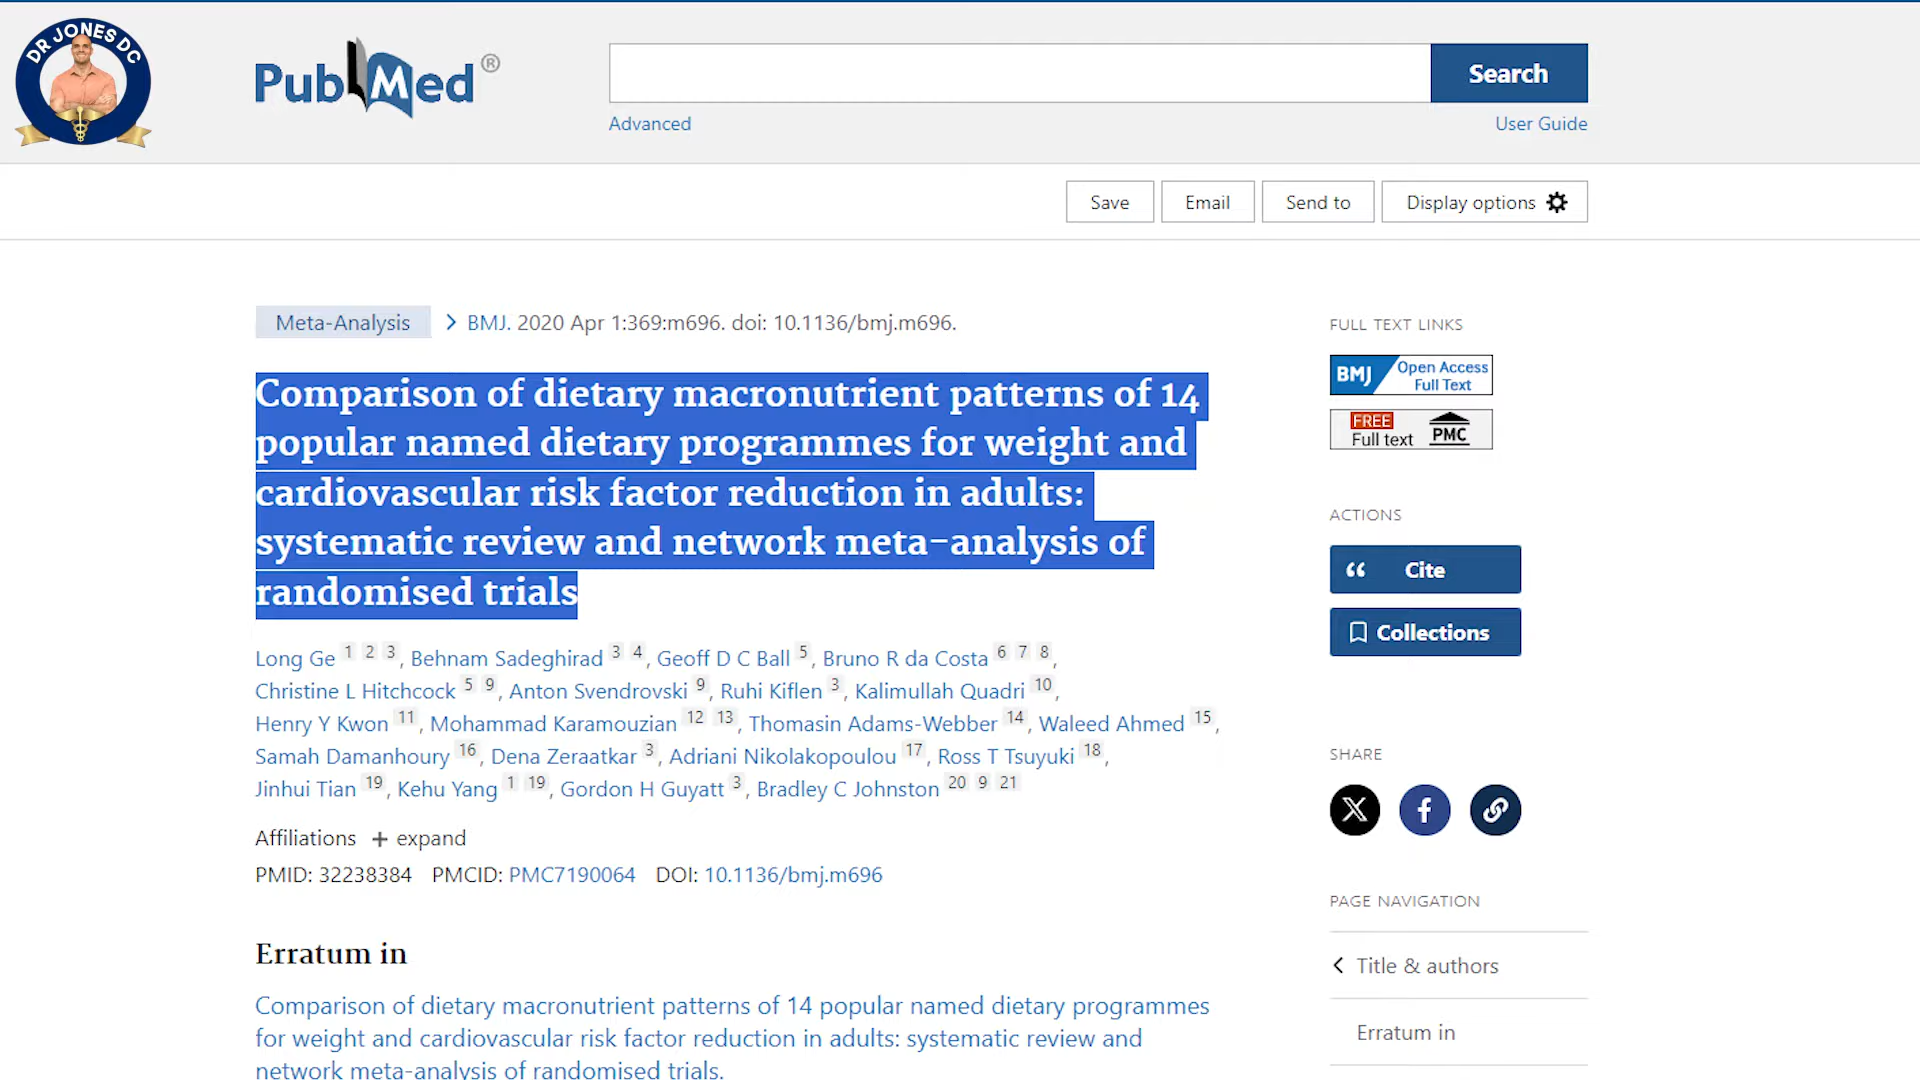 DR JONES DC
PubMed ®
Search
Advanced
User Guide
Save
Email
Send to
Display options
Meta-Analysis
BMJ. 2020 Apr 1:369:m696. doi: 10.1136/bmj.m696.
Comparison of dietary macronutrient patterns of 14
popular named dietary programmes for weight and
cardiovascular risk factor reduction in adults:
systematic review and network meta-analysis of
randomised trials
Long Ge 1 2 3, Behnam Sadeghirad 3 4, Geoff D C Ball 5, Bruno R da Costa 6 7 8,
Christine L Hitchcock 5 9, Anton Svendrovski 9, Ruhi Kiflen 3, Kalimullah Quadri 10,
Henry Y Kwon 11, Mohammad Karamouzian 12 13, Thomasin Adams-Webber 14, Waleed Ahmed 15,
Samah Damanhoury 16, Dena Zeraatkar 3, Adriani Nikolakopoulou 17, Ross T Tsuyuki 18,
Jinhui Tian 19, Kehu Yang 1 19, Gordon H Guyatt 3, Bradley C Johnston 20 9 21
Affiliations + expand
PMID: 32238384 PMCID: PMC7190064 DOI: 10.1136/bmj.m696
Erratum in
Comparison of dietary macronutrient patterns of 14 popular named dietary programmes
for weight and cardiovascular risk factor reduction in adults: systematic review and
network meta-analysis of randomised trials.
FULL TEXT LINKS
BMJ Open Access
Full Text
FREE
Full text PMC
ACTIONS
Cite
Collections
SHARE
PAGE NAVIGATION
Title & authors
Erratum in